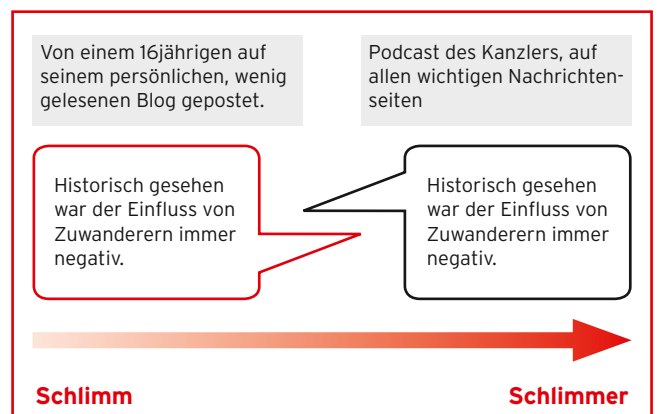 Von einem 16jährigen auf
seinem persönlichen, wenig
gelesenen Blog gepostet.
Podcast des Kanzlers, auf
allen wichtigen Nachrichten-
seiten
Historisch gesehen
war der Einfluss von
Zuwanderern immer
negativ.
Historisch gesehen
war der Einfluss von
Zuwanderern immer
negativ.
Schlimm
Schlimmer